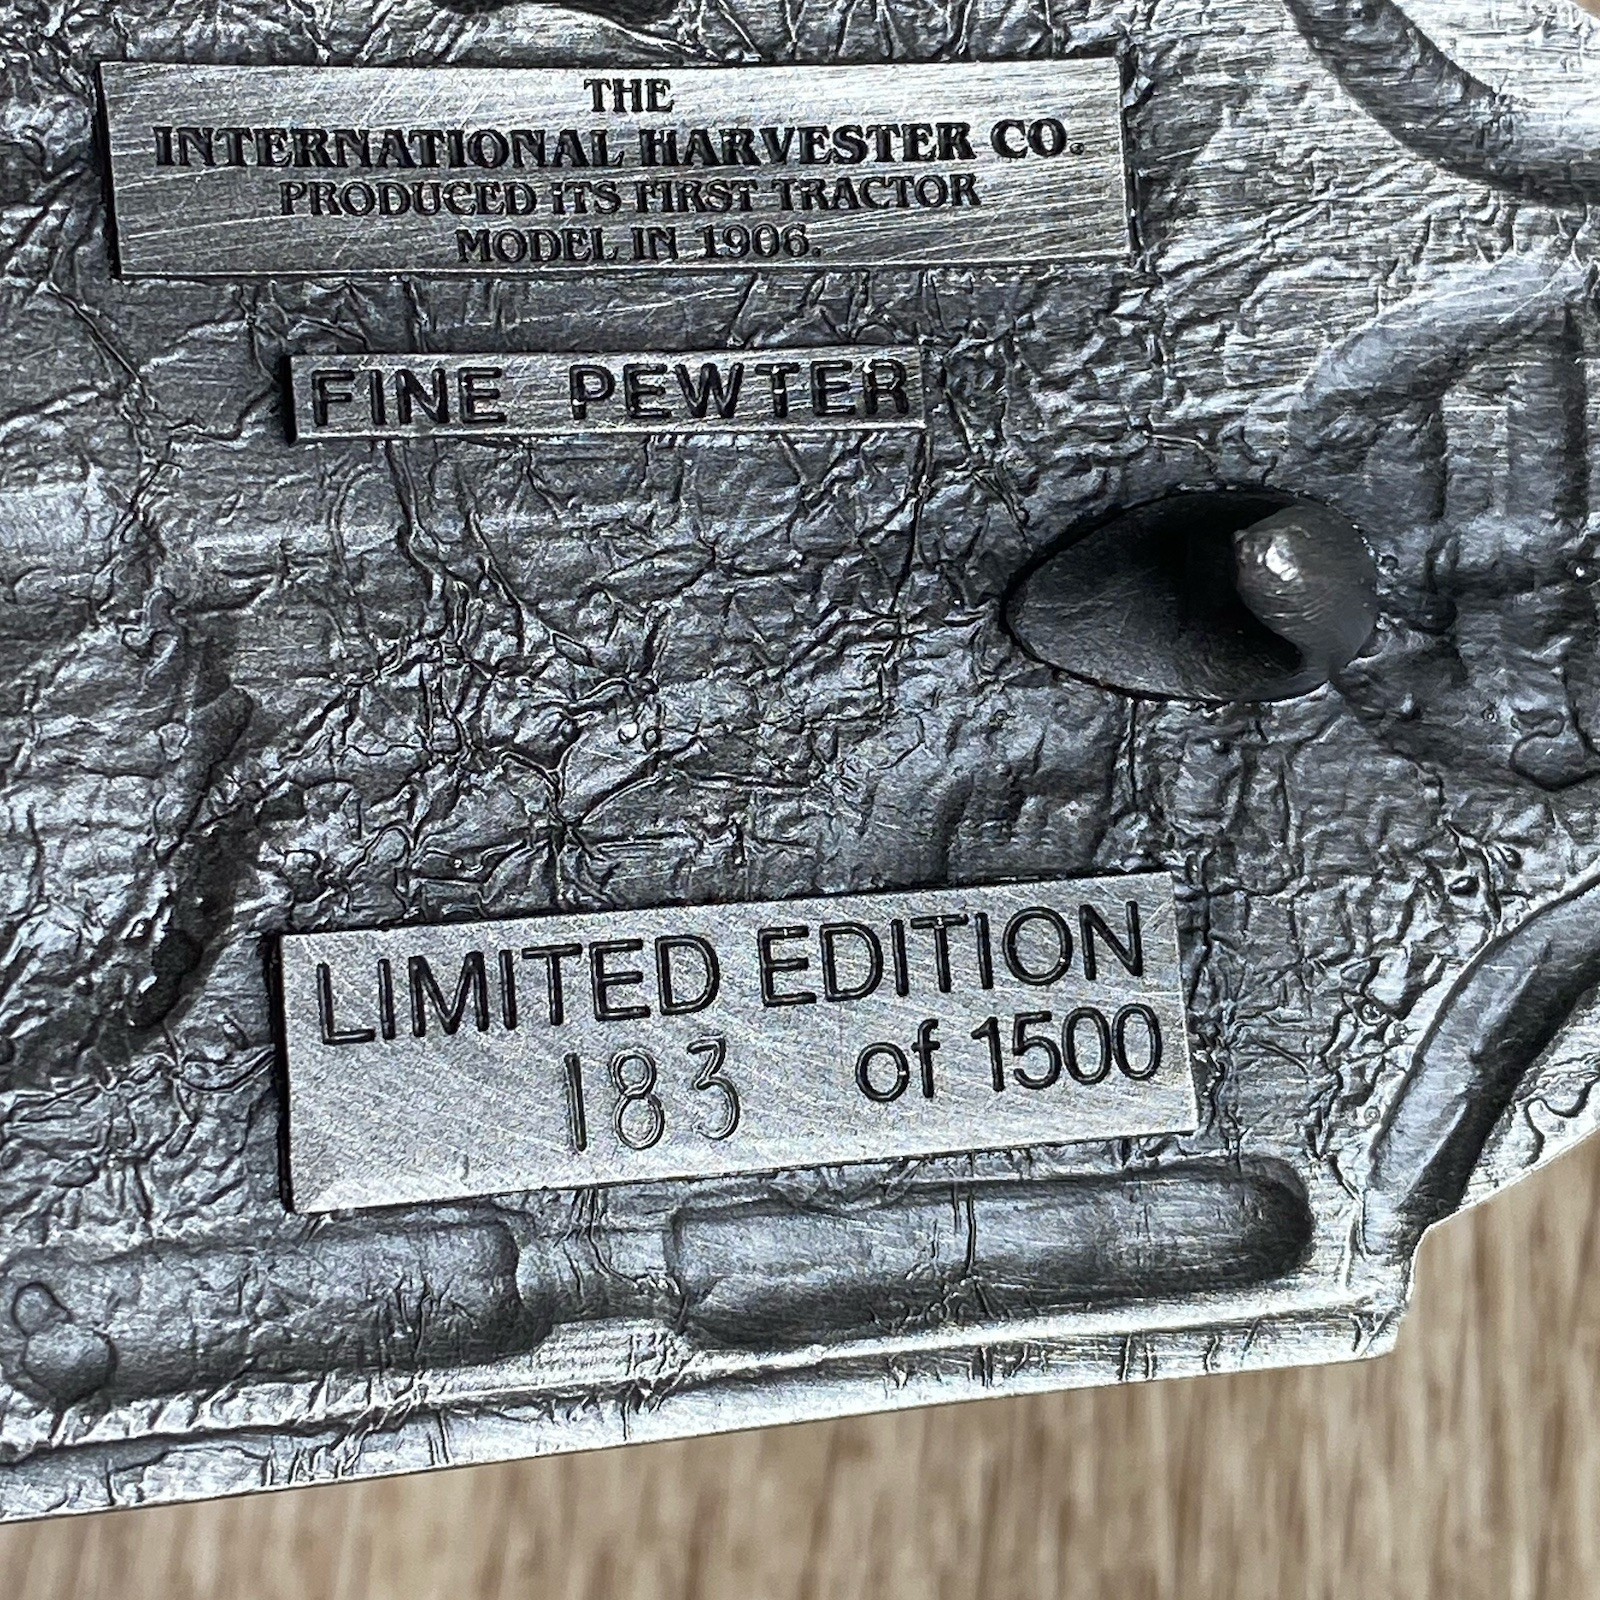 THE
INTERNATIONAL HARVESTER CO.
PRODUCED iTS FIRST TRACTOR
MODEL IN 1906.
FINE PEWTER
LIMITED EDITION
183 of 1500